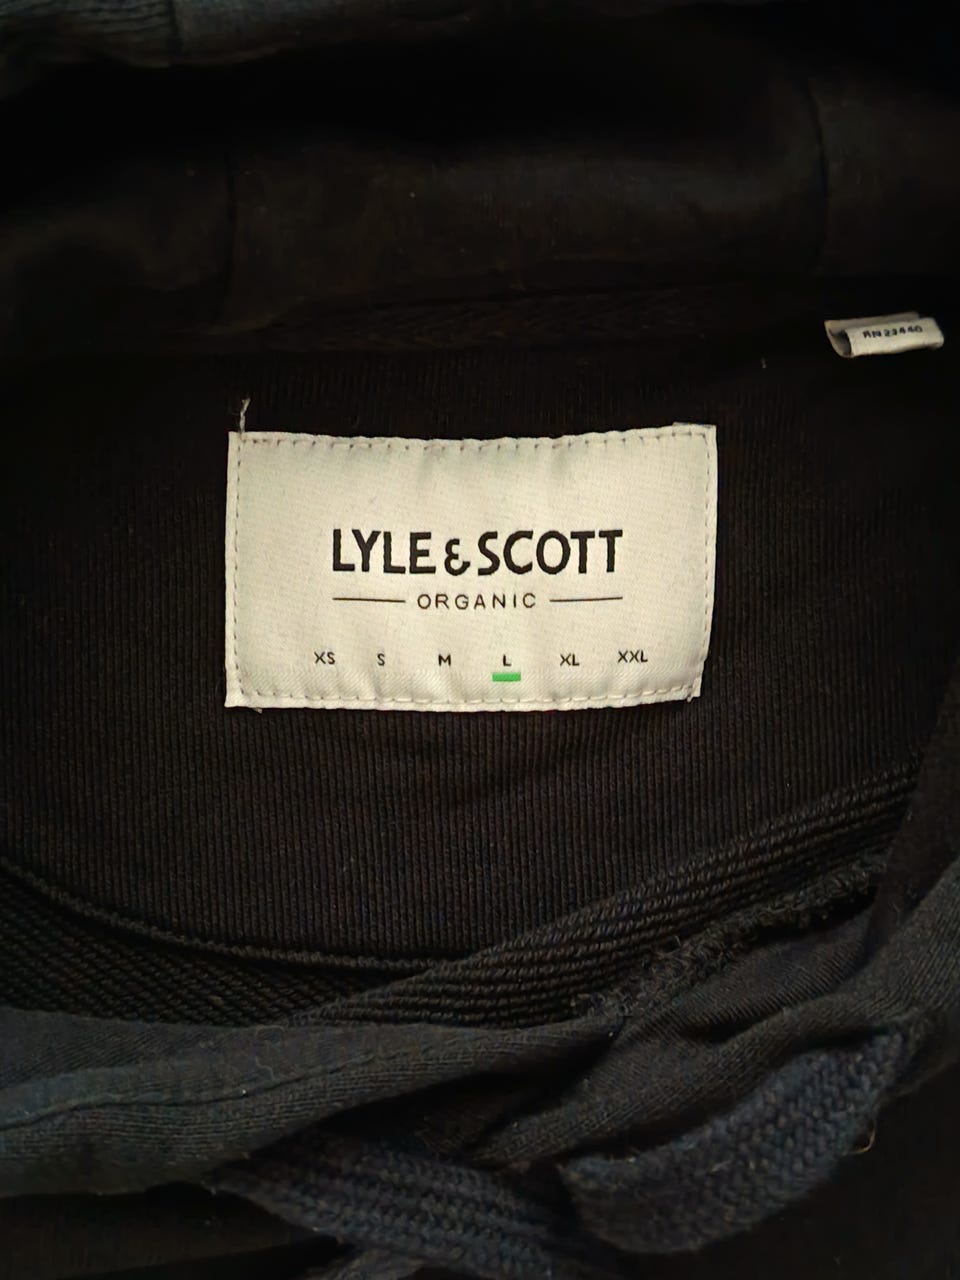 RN 23440
LYLE & SCOTT
ORGANIC
XS S M L XL XXL